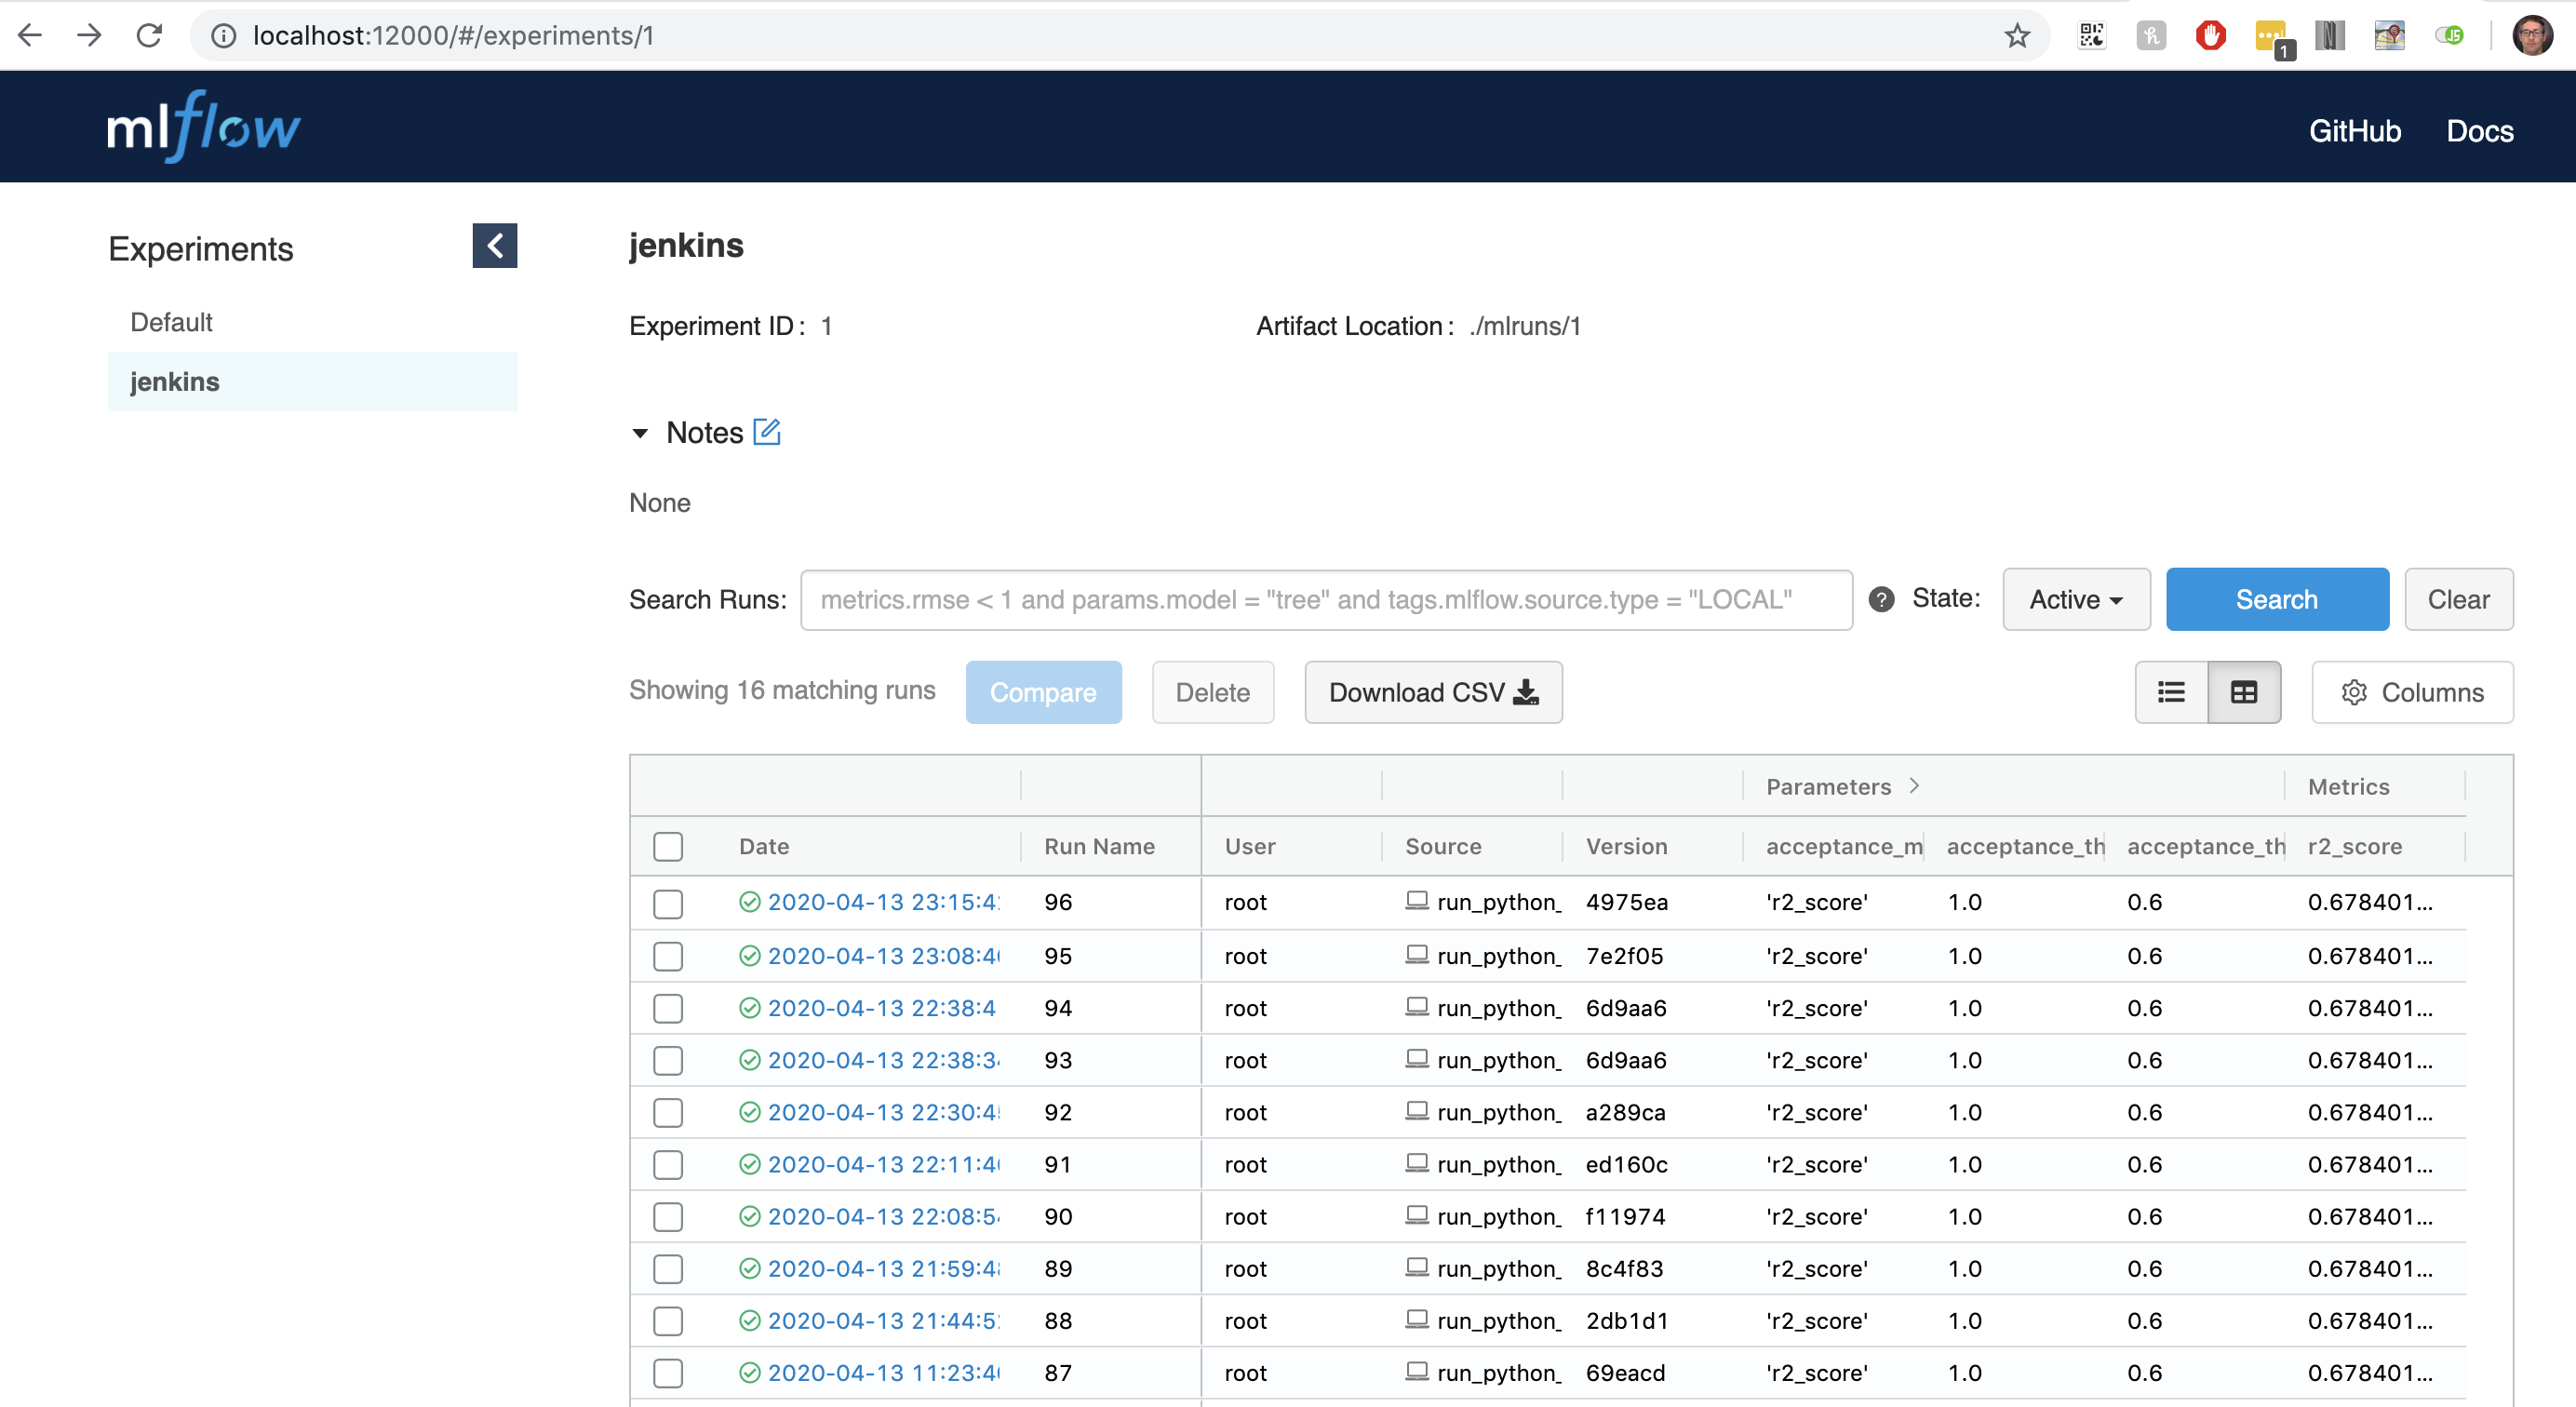 localhost:12000/#/experiments/1
1
JS
mlflow
GitHub Docs
Experiments
Default
jenkins
jenkins
Experiment ID: 1 Artifact Location: ./mlruns/1
Notes
None
Search Runs: metrics.rmse < 1 and params.model = "tree" and tags.mlflow.source.type = "LOCAL" ? State: Active Search Clear
Showing 16 matching runs Compare Delete Download CSV Columns
Parameters > Metrics
Date Run Name User Source Version acceptance_m acceptance_th acceptance_th r2_score
2020-04-13 23:15:4 96 root run_python_ 4975ea 'r2_score' 1.0 0.6 0.678401...
2020-04-13 23:08:4 95 root run_python_ 7e2f05 'r2_score' 1.0 0.6 0.678401...
2020-04-13 22:38:4 94 root run_python_ 6d9aa6 'r2_score' 1.0 0.6 0.678401...
2020-04-13 22:38:3 93 root run_python_ 6d9aa6 'r2_score' 1.0 0.6 0.678401...
2020-04-13 22:30:4 92 root run_python_ a289ca 'r2_score' 1.0 0.6 0.678401...
2020-04-13 22:11:4 91 root run_python_ ed160c 'r2_score' 1.0 0.6 0.678401...
2020-04-13 22:08:5 90 root run_python_ f11974 'r2_score' 1.0 0.6 0.678401...
2020-04-13 21:59:4 89 root run_python_ 8c4f83 'r2_score' 1.0 0.6 0.678401...
2020-04-13 21:44:5 88 root run_python_ 2db1d1 'r2_score' 1.0 0.6 0.678401...
2020-04-13 11:23:4 87 root run_python_ 69eacd 'r2_score' 1.0 0.6 0.678401...